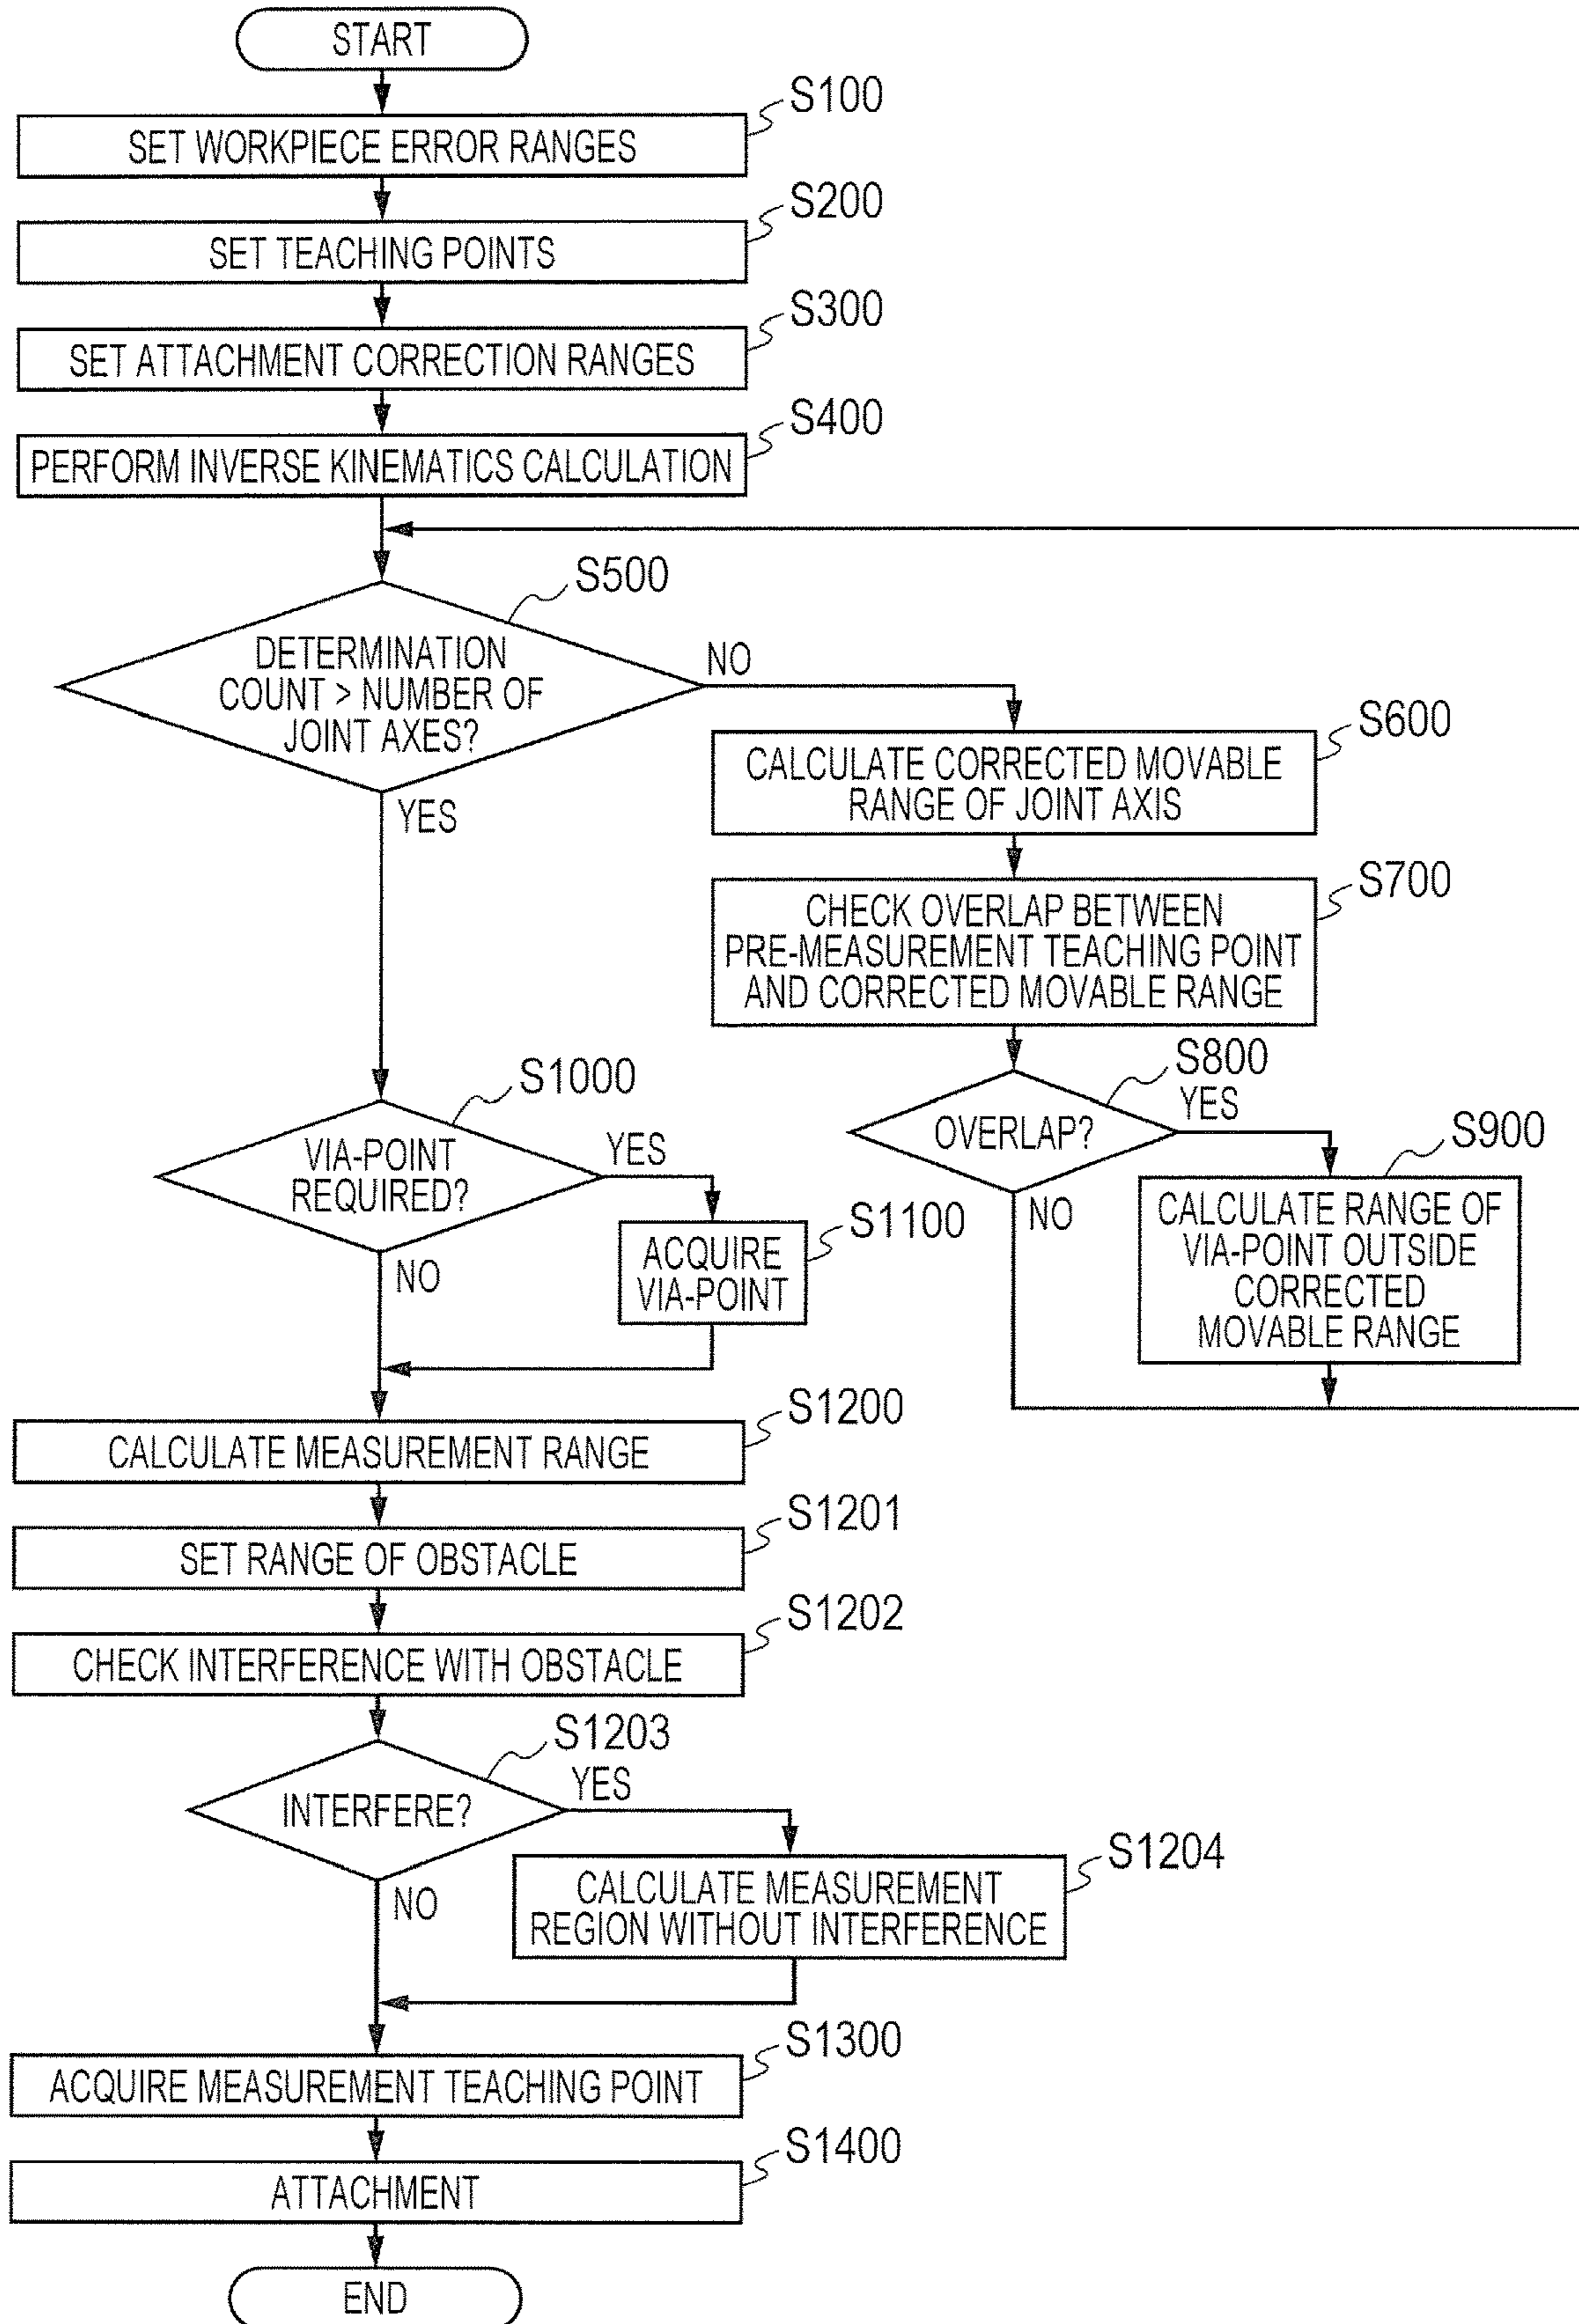 START
S100
SET WORKPIECE ERROR RANGES
S200
SET TEACHING POINTS
S300
SET ATTACHMENT CORRECTION RANGES
S400
PERFORM INVERSE KINEMATICS CALCULATION
S500
DETERMINATION
COUNT > NUMBER OF
JOINT AXES?
NO
YES
S600
CALCULATE CORRECTED MOVABLE
RANGE OF JOINT AXIS
S700
CHECK OVERLAP BETWEEN
PRE-MEASUREMENT TEACHING POINT
AND CORRECTED MOVABLE RANGE
S800
OVERLAP?
YES
NO
S900
CALCULATE RANGE OF
VIA-POINT OUTSIDE
CORRECTED
MOVABLE RANGE
S1000
VIA-POINT
REQUIRED?
YES
NO
S1100
ACQUIRE
VIA-POINT
S1200
CALCULATE MEASUREMENT RANGE
S1201
SET RANGE OF OBSTACLE
S1202
CHECK INTERFERENCE WITH OBSTACLE
S1203
INTERFERE?
YES
NO
S1204
CALCULATE MEASUREMENT
REGION WITHOUT INTERFERENCE
S1300
ACQUIRE MEASUREMENT TEACHING POINT
S1400
ATTACHMENT
END